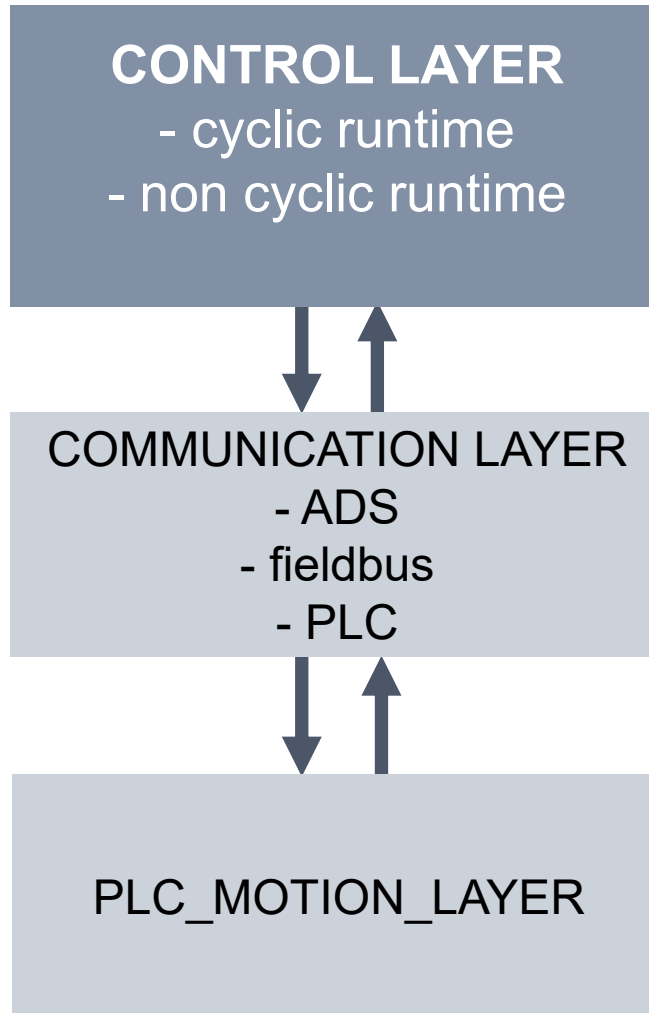 CONTROL LAYER
- cyclic runtime
- non cyclic runtime
COMMUNICATION LAYER
- ADS
- fieldbus
- PLC
PLC_MOTION_LAYER